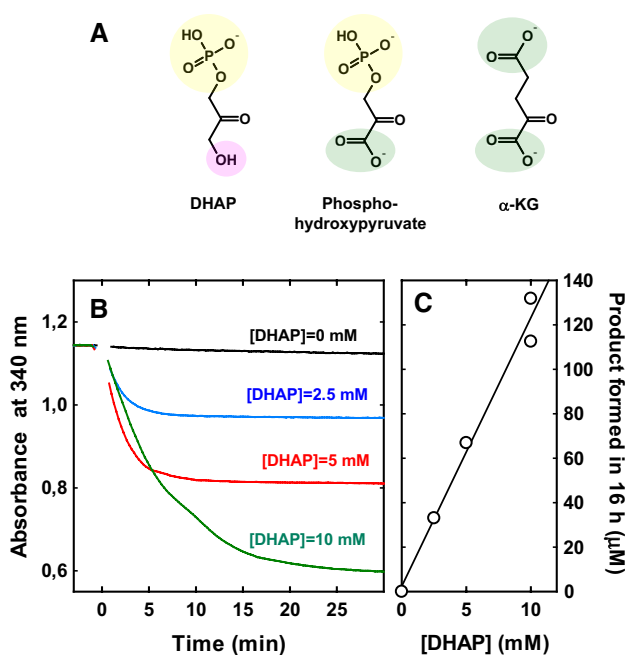 A
HO O-
P
O
O
O
OH
DHAP
HO O-
P
O
O
O
O O-
Phospho-
hydroxypyruvate
O-
O
O
O O-
α-KG
B
Absorbance at 340 nm
1,2
1,0
0,8
0,6
[DHAP]=0 mM
[DHAP]=2.5 mM
[DHAP]=5 mM
[DHAP]=10 mM
0 5 10 15 20 25
Time (min)
C
140
120
100
80
60
40
20
0
Product formed in 16 h (μM)
0 5 10
[DHAP] (mM)